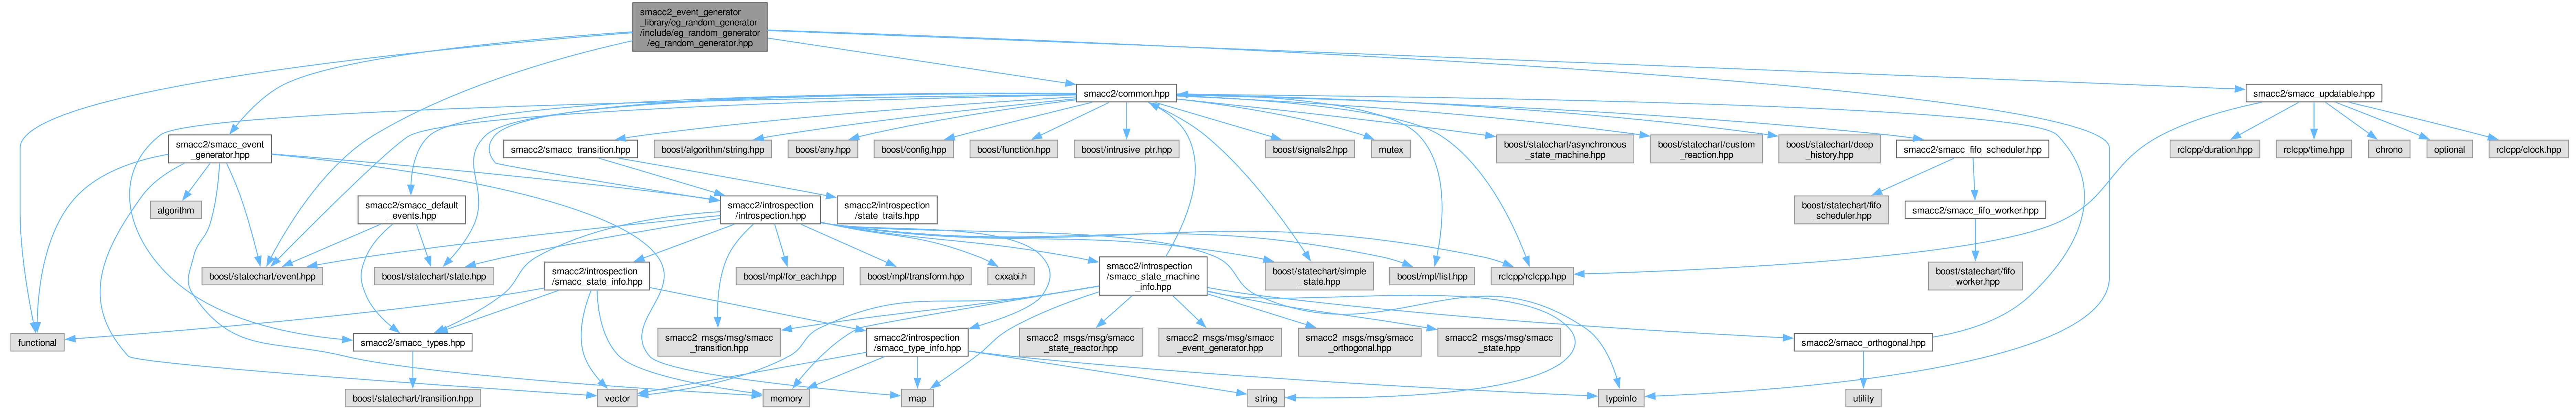 smacc2_event_generator
_library/eg_random_generator
/include/eg_random_generator
/eg_random_generator.hpp
smacc2/common.hpp
smacc2/smacc_updatable.hpp
smacc2/smacc_event
_generator.hpp
smacc2/smacc_transition.hpp
boost/algorithm/string.hpp
boost/any.hpp
boost/config.hpp
boost/function.hpp
boost/intrusive_ptr.hpp
boost/signals2.hpp
mutex
boost/statechart/asynchronous
_state_machine.hpp
boost/statechart/custom
_reaction.hpp
boost/statechart/deep
_history.hpp
smacc2/smacc_fifo_scheduler.hpp
rclcpp/duration.hpp
rclcpp/time.hpp
chrono
optional
rclcpp/clock.hpp
algorithm
smacc2/smacc_default
_events.hpp
smacc2/introspection
/introspection.hpp
smacc2/introspection
/state_traits.hpp
boost/statechart/fifo
_scheduler.hpp
smacc2/smacc_fifo_worker.hpp
boost/statechart/event.hpp
boost/statechart/state.hpp
smacc2/introspection
/smacc_state_info.hpp
boost/mpl/for_each.hpp
boost/mpl/transform.hpp
cxxabi.h
smacc2/introspection
/smacc_state_machine
_info.hpp
boost/statechart/simple
_state.hpp
boost/mpl/list.hpp
rclcpp/rclcpp.hpp
boost/statechart/fifo
_worker.hpp
functional
smacc2/smacc_types.hpp
smacc2_msgs/msg/smacc
_transition.hpp
smacc2/introspection
/smacc_type_info.hpp
smacc2_msgs/msg/smacc
_state_reactor.hpp
smacc2_msgs/msg/smacc
_event_generator.hpp
smacc2_msgs/msg/smacc
_orthogonal.hpp
smacc2_msgs/msg/smacc
_state.hpp
smacc2/smacc_orthogonal.hpp
boost/statechart/transition.hpp
vector
memory
map
string
typeinfo
utility